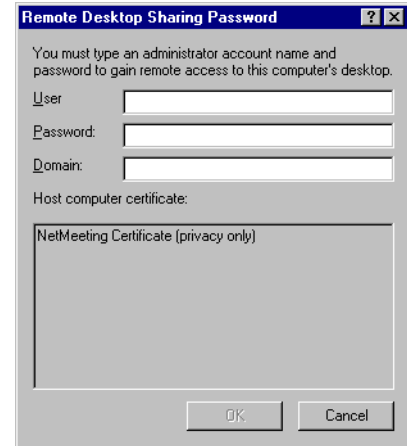 Remote Desktop Sharing Password
You must type an administrator account name and
password to gain remote access to this computer's desktop.
User
Password:
Domain:
Host computer certificate:
NetMeeting Certificate (privacy only)
OK
Cancel